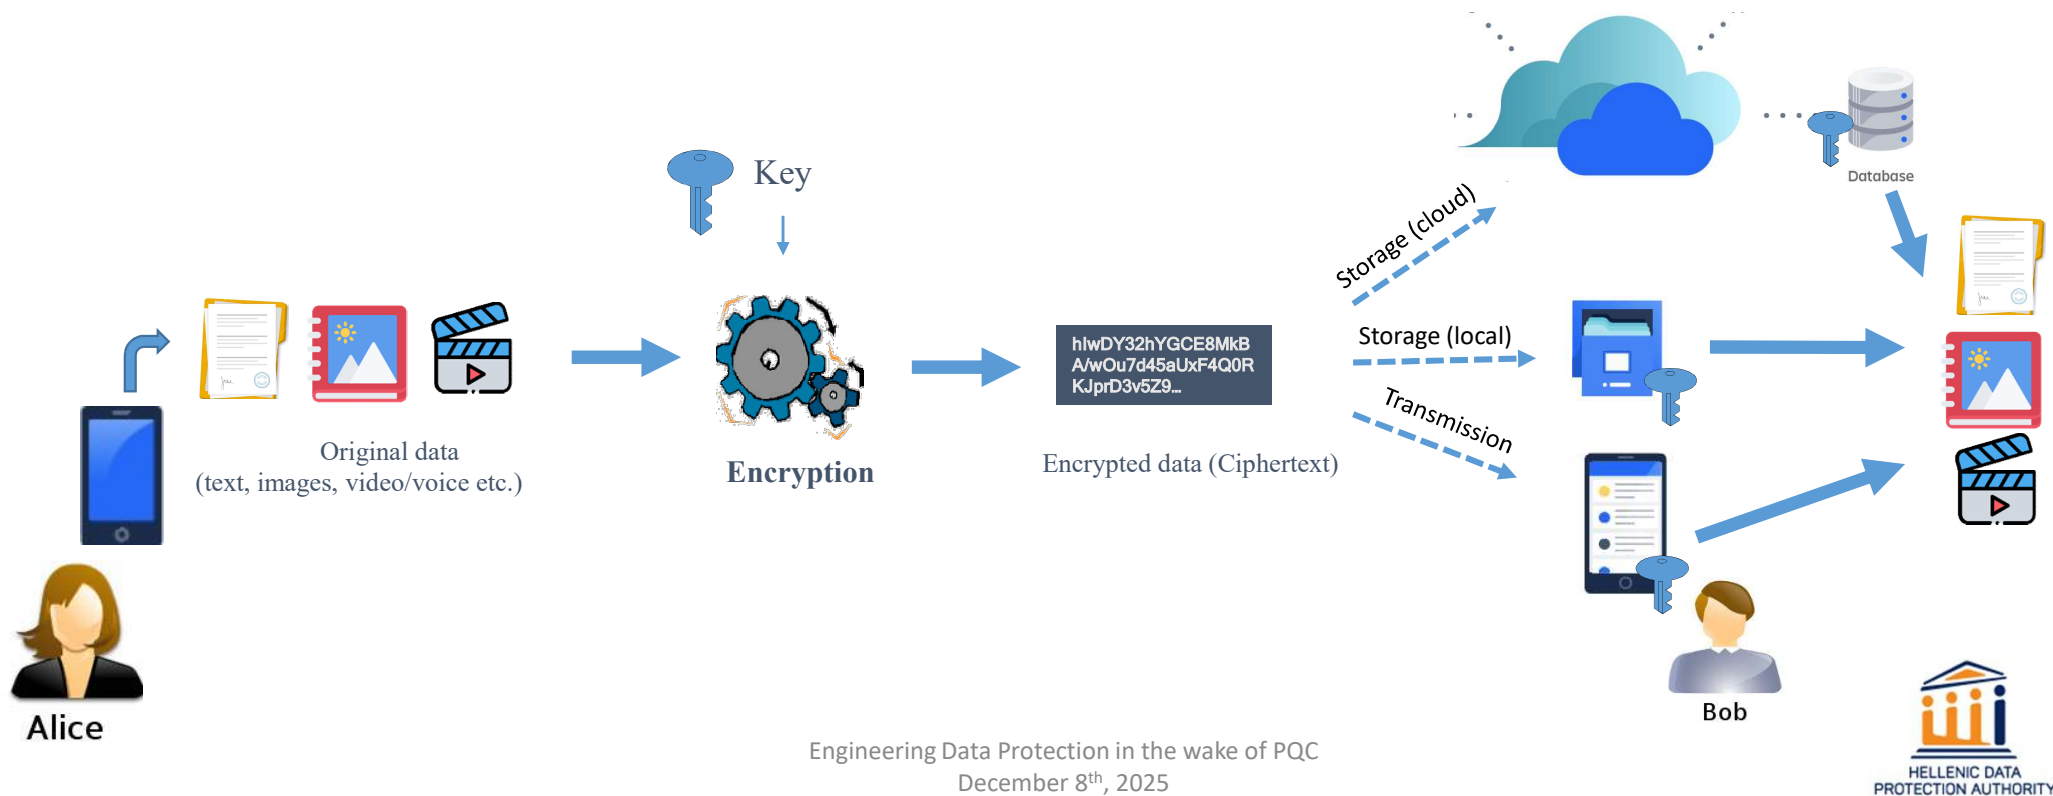 Key
Original data
(text, images, video/voice etc.)
Encryption
hIwDY32hYGCE8MkB
A/wOu7d45aUxF4Q0R
KJprD3v5Z9...
Encrypted data (Ciphertext)
Storage (cloud)
Storage (local)
Transmission
Database
Alice
Bob
Engineering Data Protection in the wake of PQC
December 8th, 2025
HELLENIC DATA
PROTECTION AUTHORITY